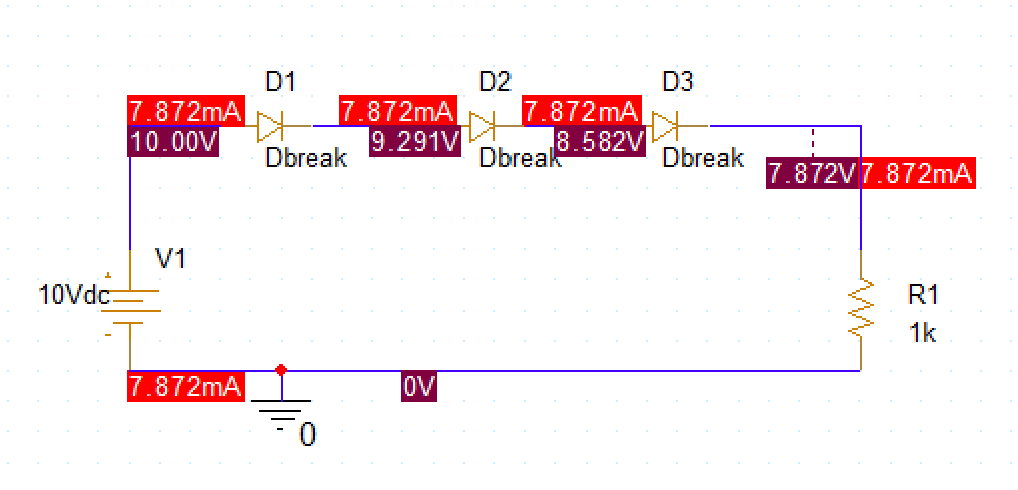 D1
D2
D3
7.872mA
7.872mA
7.872mA
10.00V
9.291V
8.582V
Dbreak
Dbreak
Dbreak
7.872V
7.872mA
V1
10Vdc
R1
1k
7.872mA
0V
0